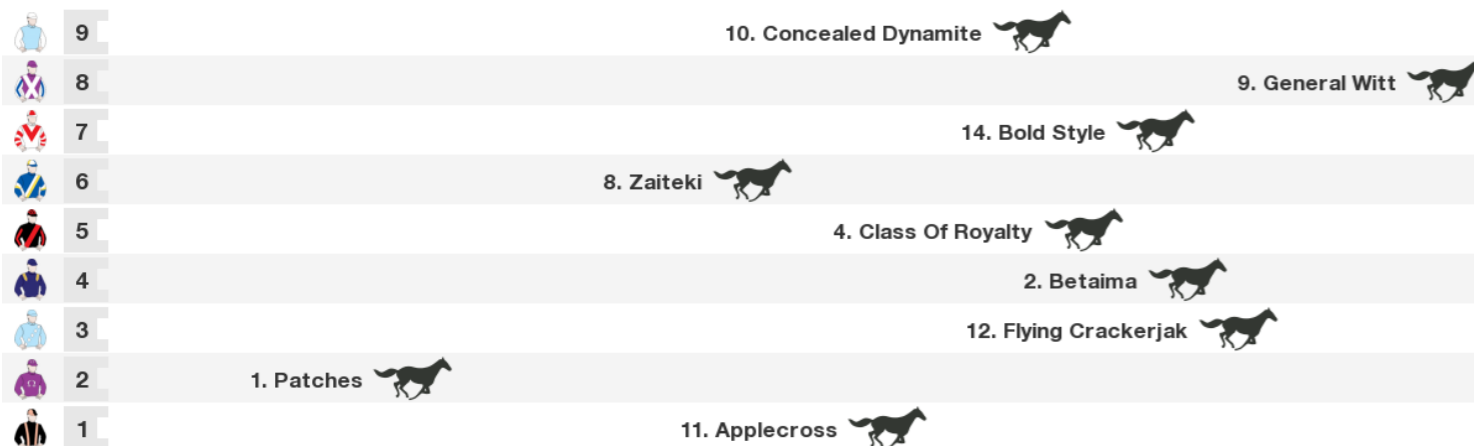 9 10. Concealed Dynamite
8 9. General Witt
7 14. Bold Style
6 8. Zaiteki
5 4. Class Of Royalty
4 2. Betaima
3 12. Flying Crackerjak
2 1. Patches
1 11. Applecross